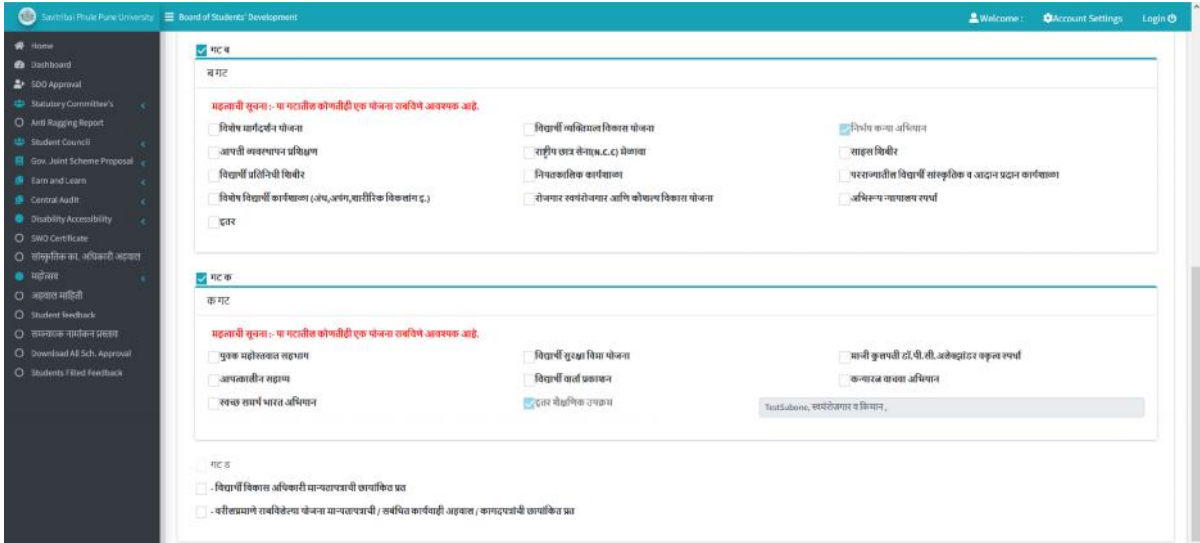 Savitribai Phule Pune University
Board of Students' Development
Welcome :
Account Settings
Login
Home
Dashboard
SDO Approval
Statutory Committee's
Anti Ragging Report
Student Council
Gov. Joint Scheme Proposal
Earn and Learn
Central Audit
Disability Accessibility
SWO Certificate
सांस्कृतिक का. अधिकारी अहवाल
महोत्सव
अहवाल माहिती
Student feedback
समन्वयक नामांकन प्रस्ताव
Download All Sch. Approval
Students Filled Feedback
गट ब
ब गट
महत्वाची सूचना :- या गटातील कोणतीही एक योजना राबविणे आवश्यक आहे.
विशेष मार्गदर्शन योजना
विद्यार्थी व्यक्तिमत्व विकास योजना
निर्भय कन्या अभियान
आपत्ती व्यवस्थापन प्रशिक्षण
राष्ट्रीय छात्र सेना(N.C.C) मेळावा
साहस शिबीर
विद्यार्थी प्रतिनिधी शिबीर
नियतकालिक कार्यशाळा
परराज्यातील विद्यार्थी सांस्कृतिक व आदान प्रदान कार्यशाळा
विशेष विद्यार्थी कार्यशाळा (अंध,अपंग,शारीरिक विकलांग इ.)
रोजगार स्वयंरोजगार आणि कौशल्य विकास योजना
अभिरूप न्यायालय स्पर्धा
इतर
गट क
क गट
महत्वाची सूचना :- या गटातील कोणतीही एक योजना राबविणे आवश्यक आहे.
युवक महोत्सवात सहभाग
विद्यार्थी सुरक्षा विमा योजना
माजी कुलपती डॉ.पी.सी.अलेक्झांडर वक्तृत्व स्पर्धा
आपत्कालीन सहाय्य
विद्यार्थी वार्ता प्रकाशन
कन्यारत्न वाचवा अभियान
स्वच्छ समर्थ भारत अभियान
इतर शैक्षणिक उपक्रम
TestSubone, स्वयंरोजगार व किमान ,
गट ड
- विद्यार्थी विकास अधिकारी मान्यतापत्राची छायांकित प्रत
- वरीलप्रमाणे राबविलेल्या योजना मान्यतापत्राची / संबंधित कार्यवाही अहवाल / कागदपत्रांची छायांकित प्रत